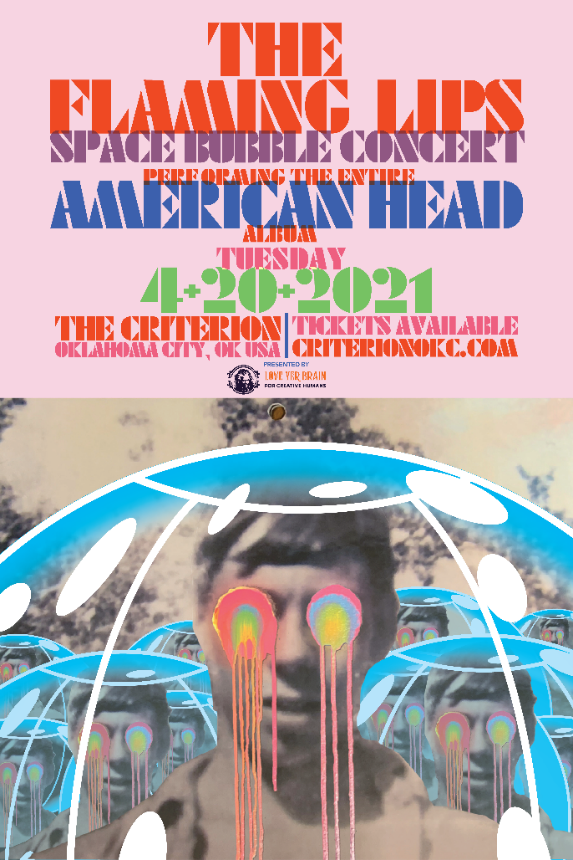 THE
FLAMING LIPS
SPACE BUBBLE CONCERT
PERFORMING THE ENTIRE
AMERICAN HEAD
ALBUM
TUESDAY
4+20+2021
THE CRITERION
OKLAHOMA CITY, OK USA
TICKETS AVAILABLE
CRITERIONOKC.COM
PRESENTED BY
LOVE YER BRAIN
FOR CREATIVE HUMANS